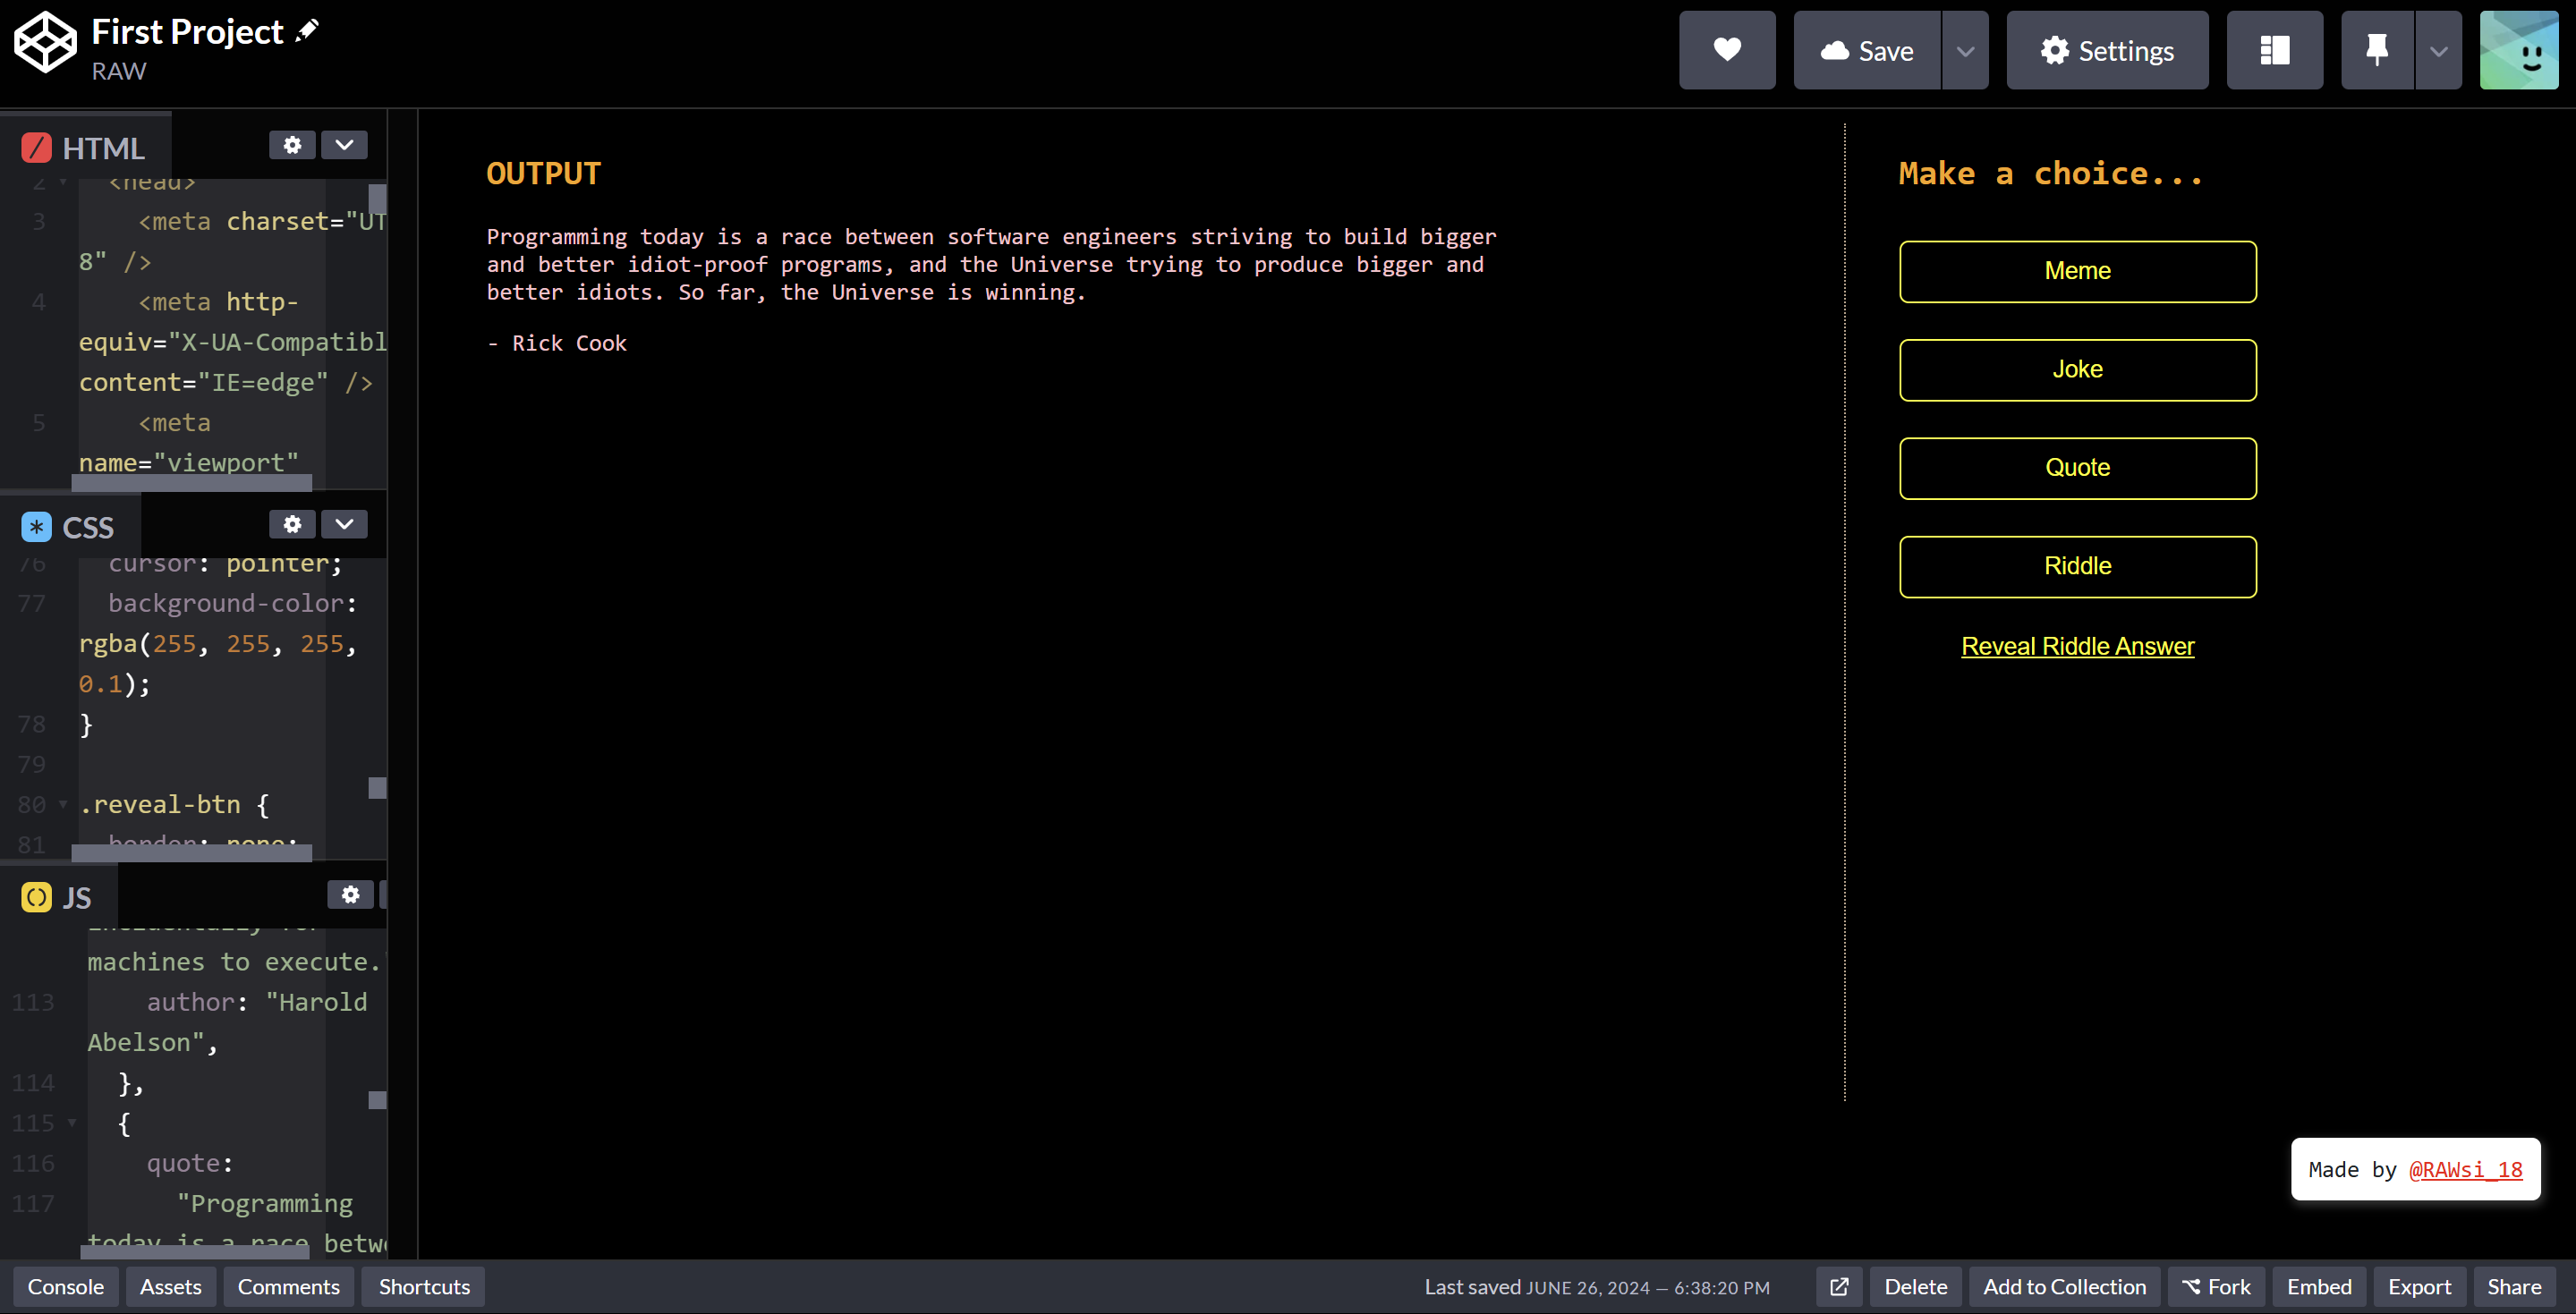 First Project
RAW
Save
Settings
HTML
2 <head>
3 <meta charset="UT
8" />
4 <meta http-
equiv="X-UA-Compatibl
content="IE=edge" />
5 <meta
name="viewport"
CSS
76 cursor: pointer;
77 background-color:
rgba(255, 255, 255,
0.1);
78 }
79
80 .reveal-btn {
81 border: none;
JS
incidentally for
machines to execute."
113 author: "Harold
Abelson",
114 },
115 {
116 quote:
117 "Programming
today is a race betwe
OUTPUT
Programming today is a race between software engineers striving to build bigger
and better idiot-proof programs, and the Universe trying to produce bigger and
better idiots. So far, the Universe is winning.
- Rick Cook
Make a choice...
Meme
Joke
Quote
Riddle
Reveal Riddle Answer
Made by @RAWsi_18
Console
Assets
Comments
Shortcuts
Last saved JUNE 26, 2024 — 6:38:20 PM
Delete
Add to Collection
Fork
Embed
Export
Share